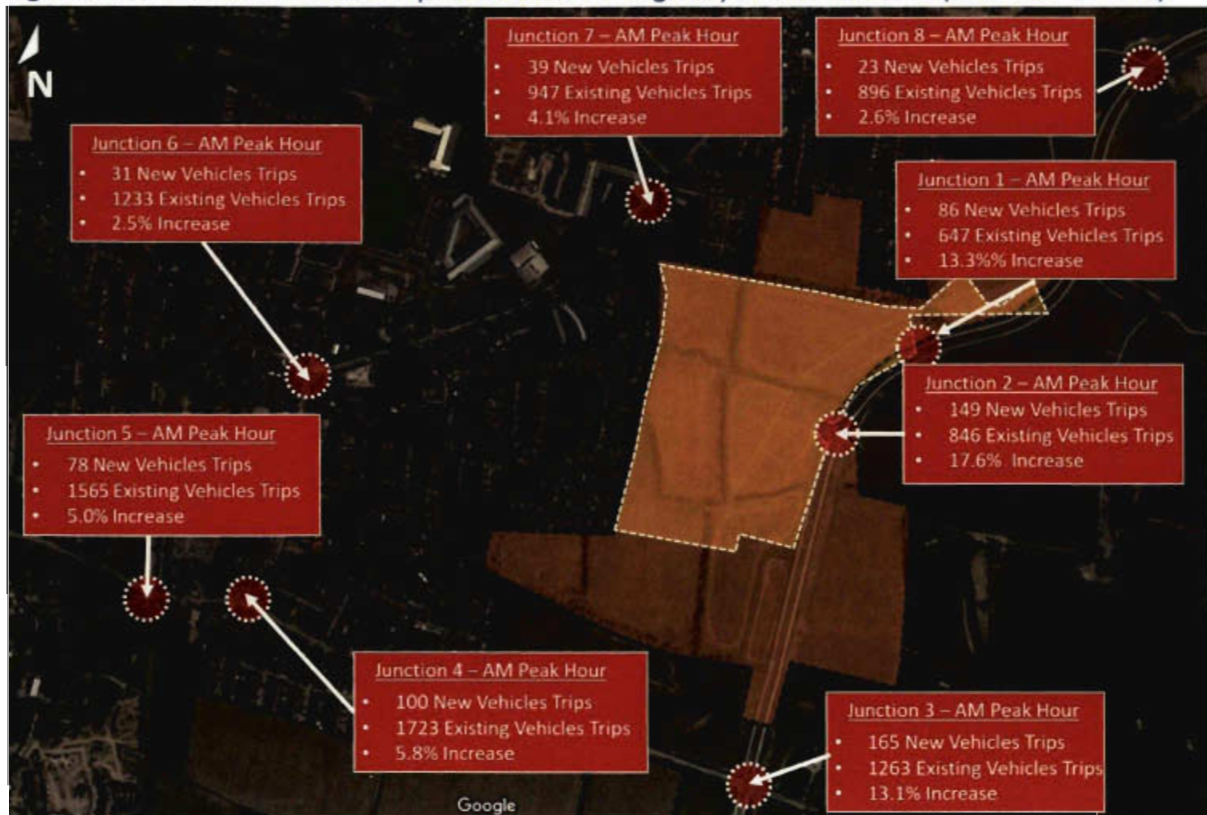 N
Junction 7 – AM Peak Hour
• 39 New Vehicles Trips
• 947 Existing Vehicles Trips
• 4.1% Increase
Junction 8 – AM Peak Hour
• 23 New Vehicles Trips
• 896 Existing Vehicles Trips
• 2.6% Increase
Junction 6 – AM Peak Hour
• 31 New Vehicles Trips
• 1233 Existing Vehicles Trips
• 2.5% Increase
Junction 1 – AM Peak Hour
• 86 New Vehicles Trips
• 647 Existing Vehicles Trips
• 13.3%% Increase
Junction 2 – AM Peak Hour
• 149 New Vehicles Trips
• 846 Existing Vehicles Trips
• 17.6% Increase
Junction 5 – AM Peak Hour
• 78 New Vehicles Trips
• 1565 Existing Vehicles Trips
• 5.0% Increase
Junction 4 – AM Peak Hour
• 100 New Vehicles Trips
• 1723 Existing Vehicles Trips
• 5.8% Increase
Junction 3 – AM Peak Hour
• 165 New Vehicles Trips
• 1263 Existing Vehicles Trips
• 13.1% Increase
Google